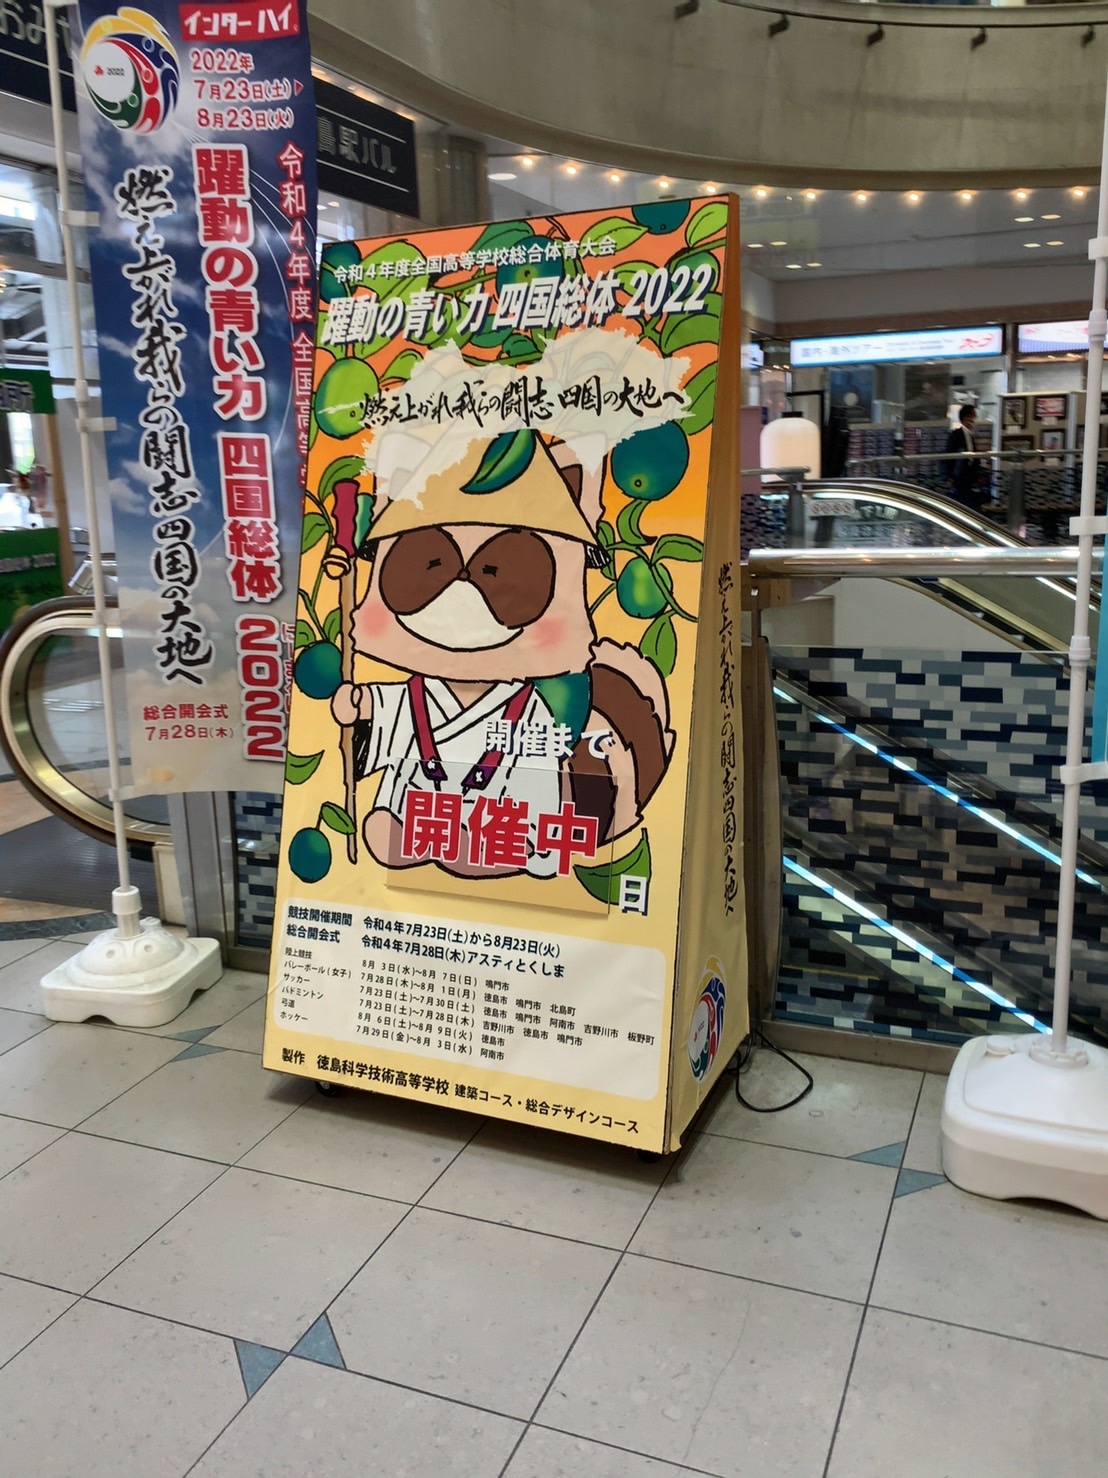 インターハイ
2022年
7月23日(土)▶
8月23日(火)
2022
令和4年度 全国高等学
躍動の青い力 四国総体 2022
燃え上がれ我らの闘志 四国の大地へ
総合開会式
7月28日(木)
島駅バル
令和4年度全国高等学校総合体育大会
躍動の青い力 四国総体 2022
燃え上がれ我らの闘志 四国の大地へ
開催まで
開催中
日
競技開催期間 令和4年7月23日(土)から8月23日(火)
総合開会式 令和4年7月28日(木)アスティとくしま
陸上競技 8月 3日(水)~8月 7日(日) 鳴門市
バレーボール(女子) 7月28日(木)~8月 1日(月) 徳島市 鳴門市 北島町
サッカー 7月23日(土)~7月30日(土) 徳島市 鳴門市 阿南市 吉野川市 板野町
バドミントン 7月23日(土)~7月28日(木) 吉野川市 徳島市 鳴門市
弓道 8月 6日(土)~8月 9日(火) 徳島市
ホッケー 7月29日(金)~8月 3日(水) 阿南市
製作 徳島科学技術高等学校 建築コース・総合デザインコース
燃え上がれ我らの闘志四国の大地へ
国内・海外ツアー